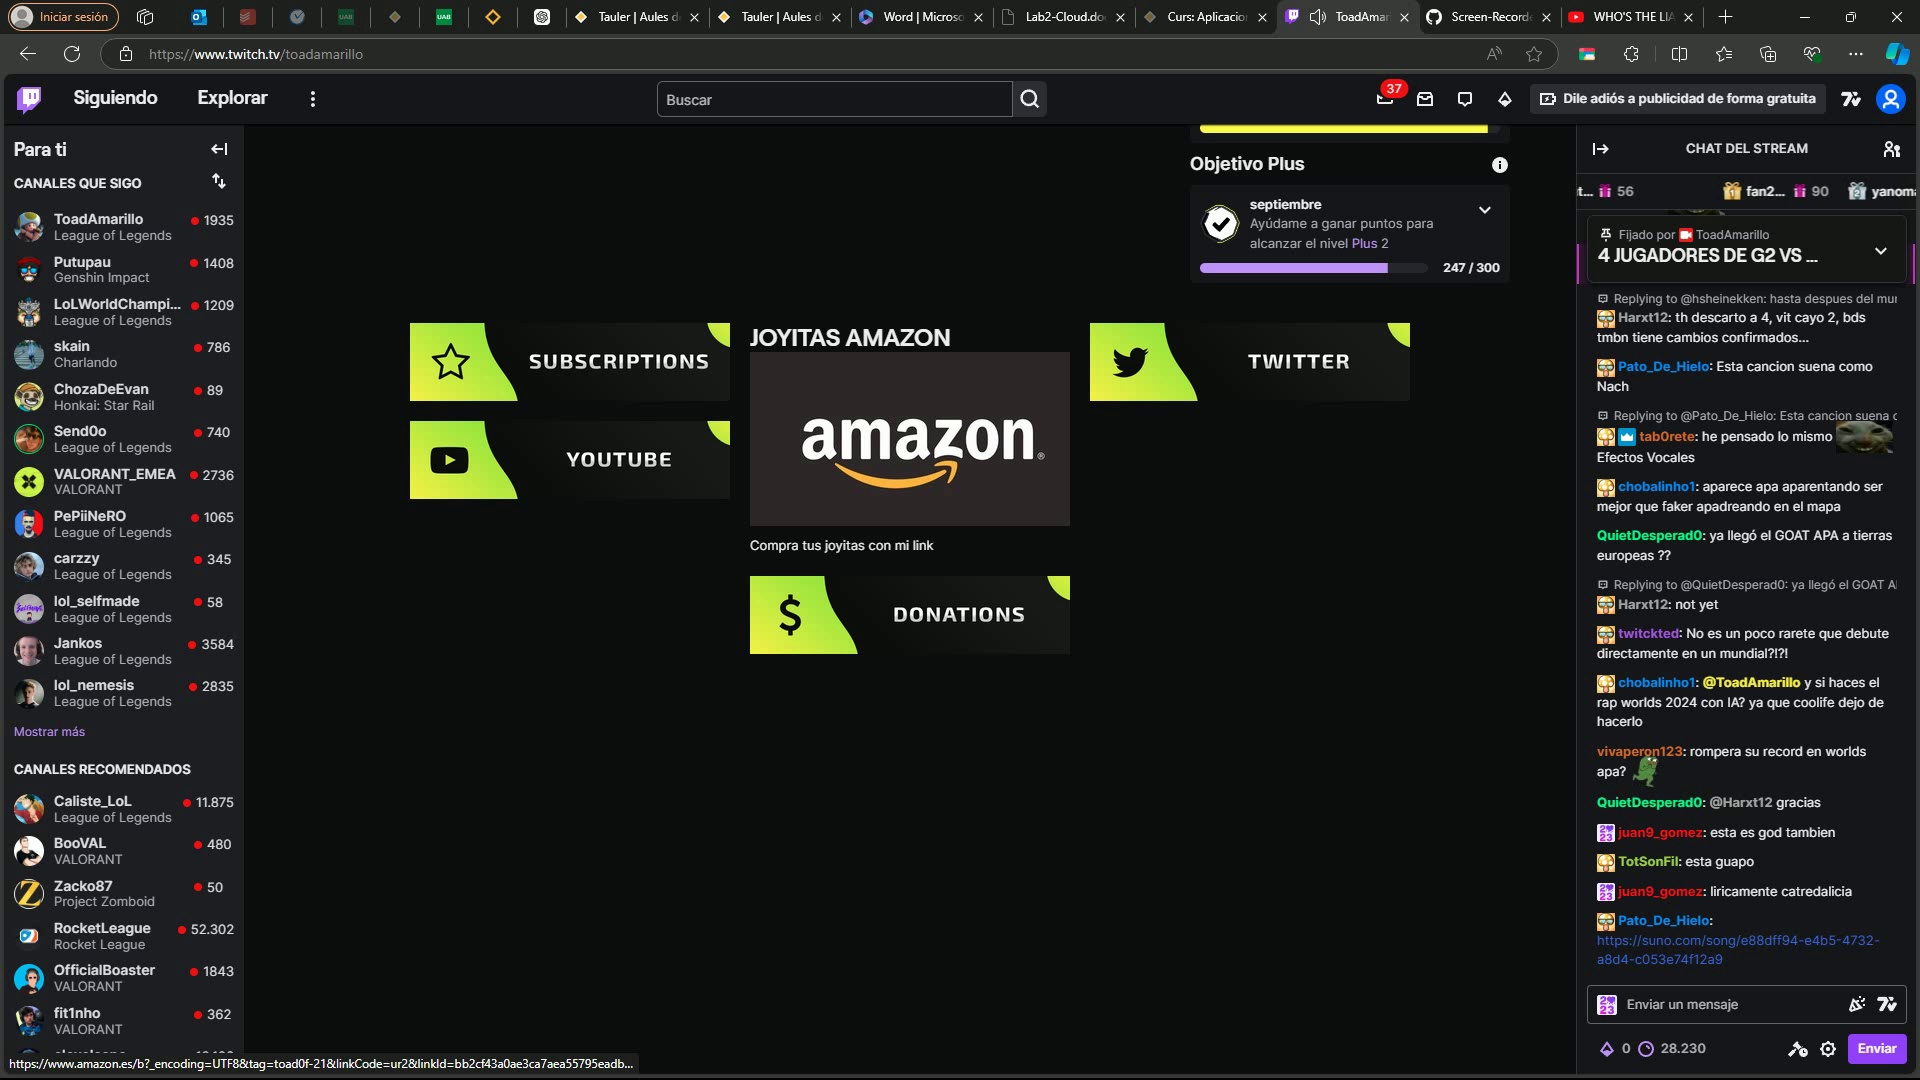 Iniciar sesión
UAB
UAB
Tauler | Aules d
Tauler | Aules d
Word | Microso
Lab2-Cloud.do
Curs: Aplicacio
ToadAmar
Screen-Recorde
WHO'S THE LIA
https://www.twitch.tv/toadamarillo
Siguiendo
Explorar
Buscar
37
Dile adiós a publicidad de forma gratuita
Para ti
CANALES QUE SIGO
ToadAmarillo
1935
League of Legends
Putupau
1408
Genshin Impact
LoLWorldChampi...
1209
League of Legends
skain
786
Charlando
ChozaDeEvan
89
Honkai: Star Rail
Send0o
740
League of Legends
VALORANT_EMEA
2736
VALORANT
PePiiNeRO
1065
League of Legends
carzzy
345
League of Legends
lol_selfmade
58
League of Legends
Jankos
3584
League of Legends
lol_nemesis
2835
League of Legends
Mostrar más
CANALES RECOMENDADOS
Caliste_LoL
11.875
League of Legends
BooVAL
480
VALORANT
Zacko87
50
Project Zomboid
RocketLeague
52.302
Rocket League
OfficialBoaster
1843
VALORANT
fit1nho
362
VALORANT
https://www.amazon.es/b?_encoding=UTF8&tag=toad0f-21&linkCode=ur2&linkId=bb2cf43a0ae3ca7aea55795eadb...
Objetivo Plus
septiembre
Ayúdame a ganar puntos para
alcanzar el nivel Plus 2
247 / 300
SUBSCRIPTIONS
YOUTUBE
JOYITAS AMAZON
amazon
Compra tus joyitas con mi link
DONATIONS
TWITTER
CHAT DEL STREAM
t... 56
fan2... 90
yanoma
Fijado por ToadAmarillo
4 JUGADORES DE G2 VS ...
Replying to @hsheinekken: hasta despues del mun
Harxt12: th descarto a 4, vit cayo 2, bds
tmbn tiene cambios confirmados...
Pato_De_Hielo: Esta cancion suena como
Nach
Replying to @Pato_De_Hielo: Esta cancion suena c
tab0rete: he pensado lo mismo
Efectos Vocales
chobalinho1: aparece apa aparentando ser
mejor que faker apadreando en el mapa
QuietDesperad0: ya llegó el GOAT APA a tierras
europeas ??
Replying to @QuietDesperad0: ya llegó el GOAT A
Harxt12: not yet
twitckted: No es un poco rarete que debute
directamente en un mundial?!?!
chobalinho1: @ToadAmarillo y si haces el
rap worlds 2024 con IA? ya que coolife dejo de
hacerlo
vivaperon123: rompera su record en worlds
apa?
QuietDesperad0: @Harxt12 gracias
juan9_gomez: esta es god tambien
TotSonFil: esta guapo
juan9_gomez: liricamente catredalicia
Pato_De_Hielo:
https://suno.com/song/e88dff94-e4b5-4732-
a8d4-c053e74f12a9
Enviar un mensaje
0
28.230
Enviar